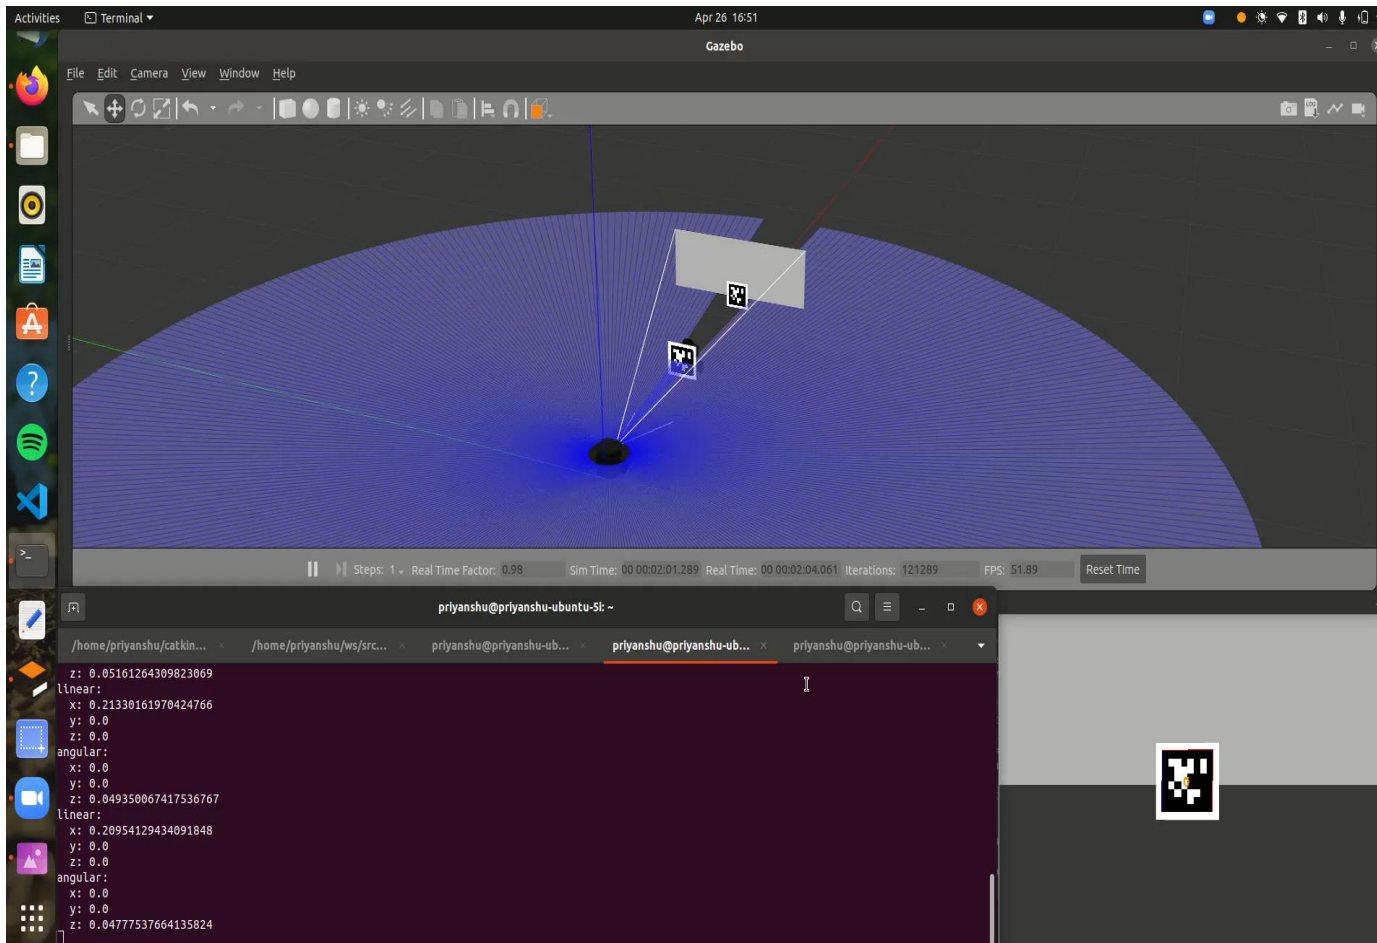 Activities Terminal Apr 26 16:51
Gazebo
File Edit Camera View Window Help
Steps: 1 Real Time Factor: 0.98 Sim Time: 00 00:02:01.289 Real Time: 00 00:02:04.061 Iterations: 121289 FPS: 51.89 Reset Time
priyanshu@priyanshu-ubuntu-5i: ~
/home/priyanshu/catkin... /home/priyanshu/ws/src... priyanshu@priyanshu-ub... priyanshu@priyanshu-ub... priyanshu@priyanshu-ub...
z: 0.05161264309823069
linear:
x: 0.21330161970424766
y: 0.0
z: 0.0
angular:
x: 0.0
y: 0.0
z: 0.049350067417536767
linear:
x: 0.20954129434091848
y: 0.0
z: 0.0
angular:
x: 0.0
y: 0.0
z: 0.04777537664135824